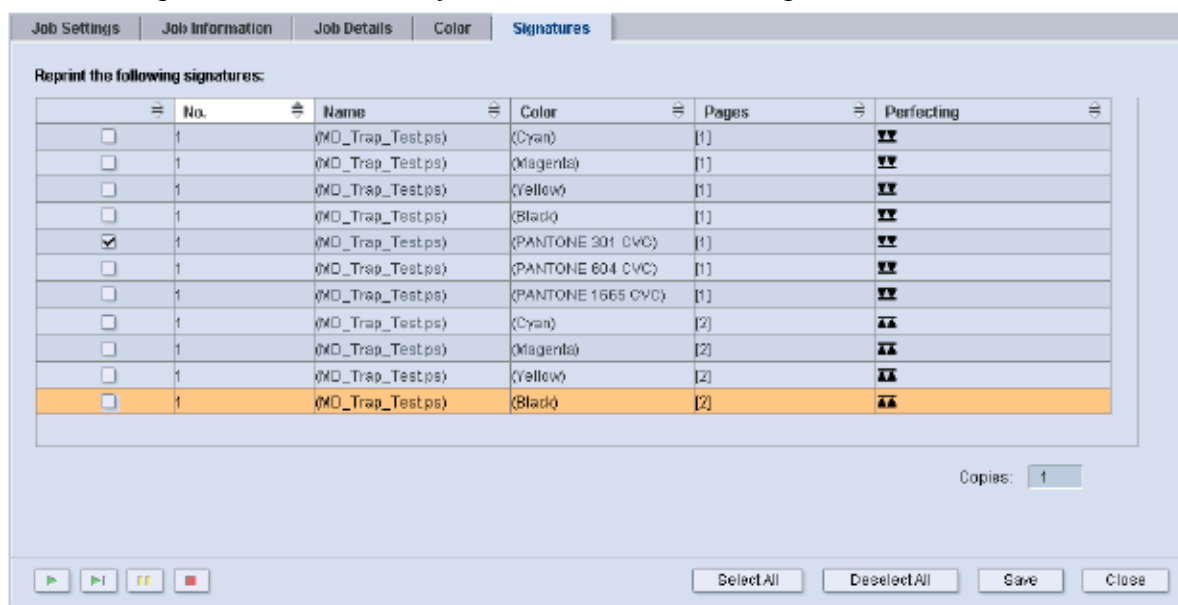 Job Settings Job Information Job Details Color Signatures
Reprint the following signatures:
No. Name Color Pages Perfecting
1 (MD_Trap_Test.ps) (Cyan) [1]
1 (MD_Trap_Test.ps) (Magenta) [1]
1 (MD_Trap_Test.ps) (Yellow) [1]
1 (MD_Trap_Test.ps) (Black) [1]
1 (MD_Trap_Test.ps) (PANTONE 301 CVC) [1]
1 (MD_Trap_Test.ps) (PANTONE 604 CVC) [1]
1 (MD_Trap_Test.ps) (PANTONE 1665 CVC) [1]
1 (MD_Trap_Test.ps) (Cyan) [2]
1 (MD_Trap_Test.ps) (Magenta) [2]
1 (MD_Trap_Test.ps) (Yellow) [2]
1 (MD_Trap_Test.ps) (Black) [2]
Copies: 1
Select All Deselect All Save Close